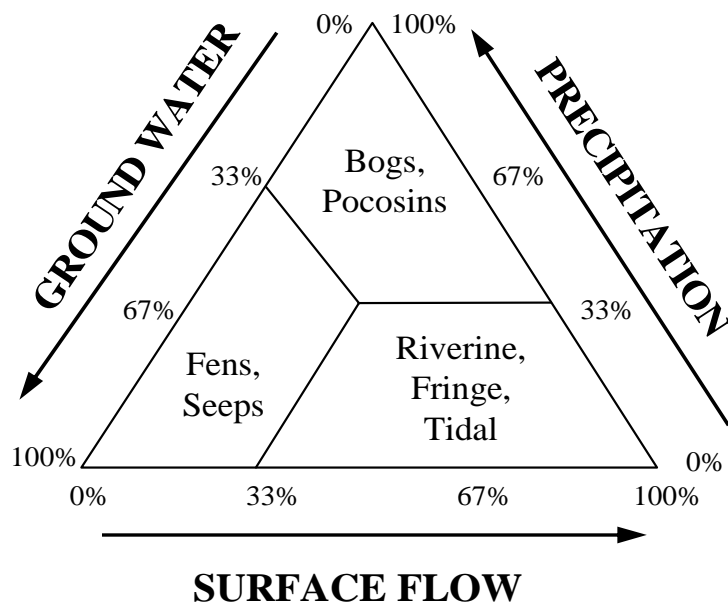 0% 100%
GROUND WATER
PRECIPITATION
Bogs,
Pocosins
33%
67%
67%
33%
Fens,
Seeps
Riverine,
Fringe,
Tidal
100%
0%
0%
33%
67%
100%
SURFACE FLOW